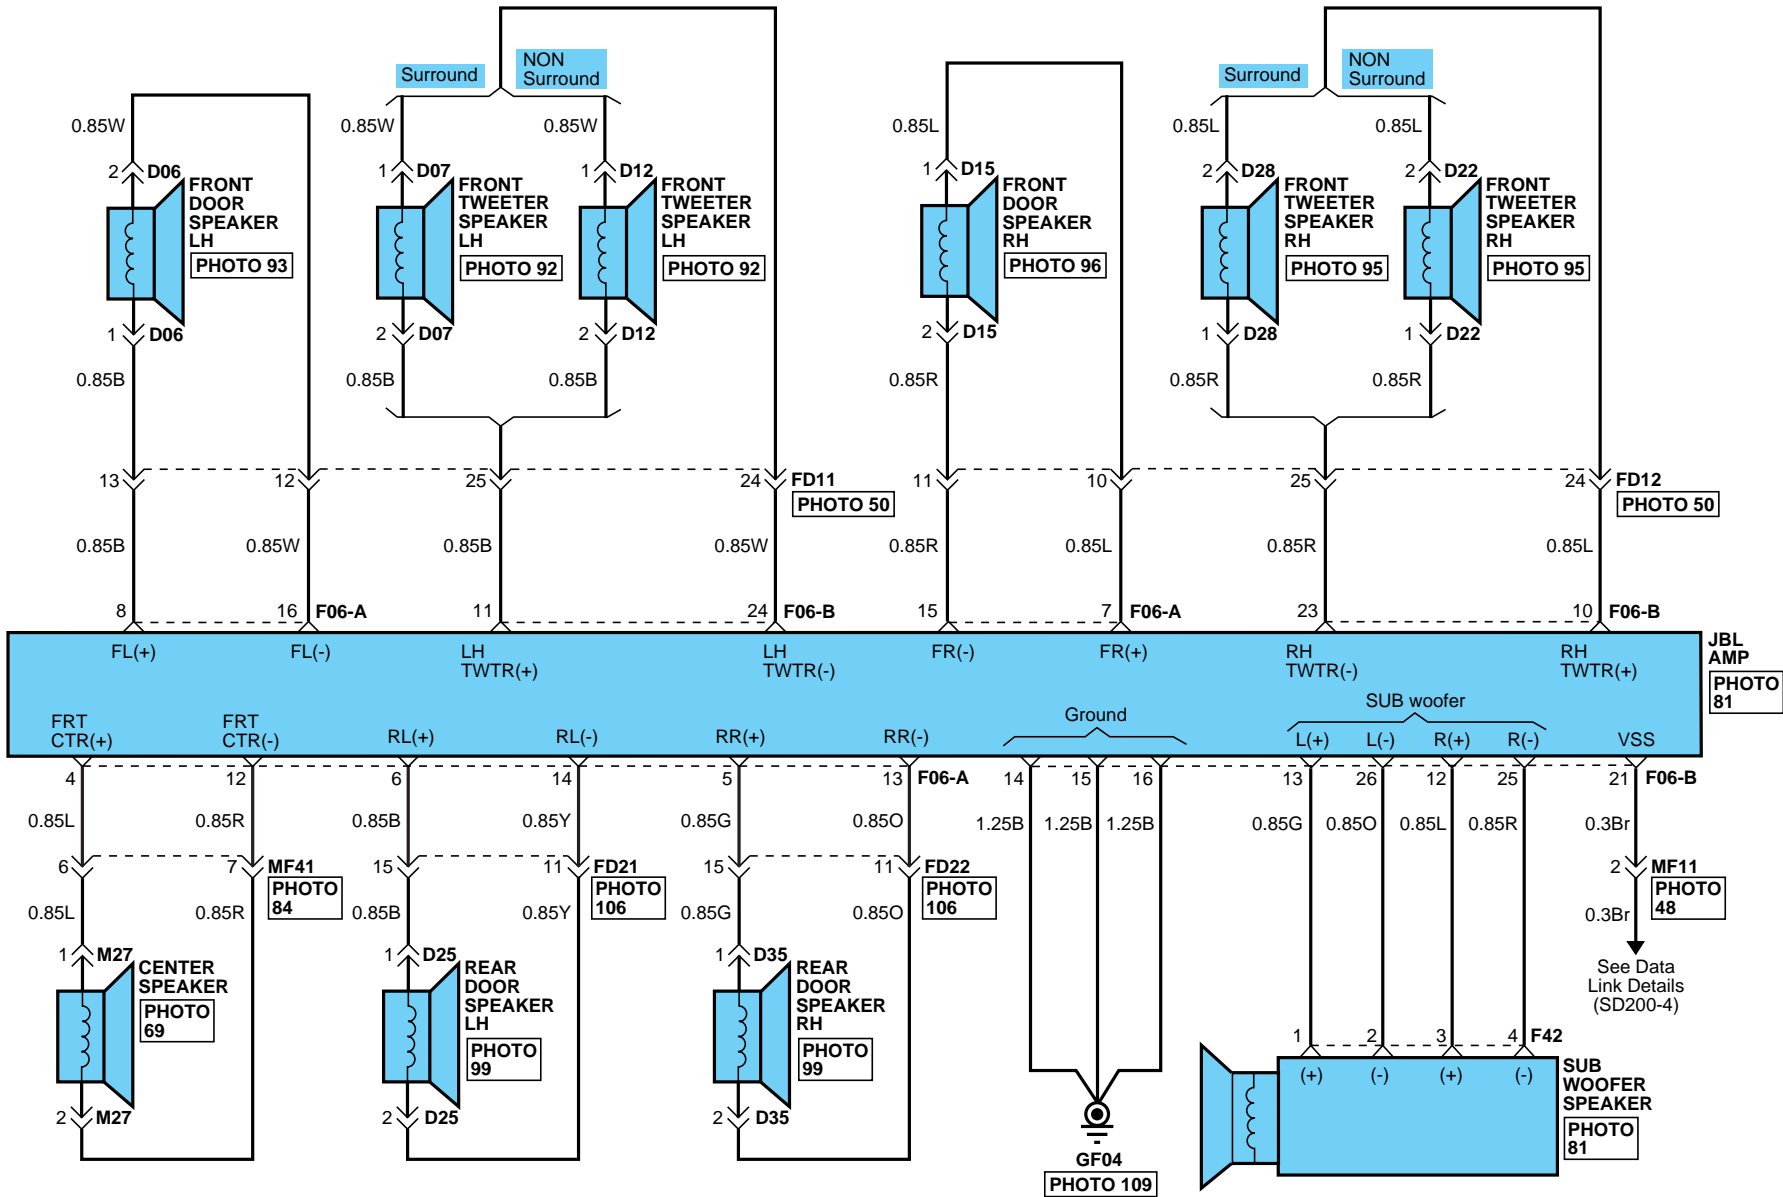 Surround
NON
Surround
Surround
NON
Surround
0.85W
0.85W
0.85W
0.85L
0.85L
0.85L
2 D06
1 D07
1 D12
1 D15
2 D28
2 D22
FRONT
DOOR
SPEAKER
LH
PHOTO 93
FRONT
TWEETER
SPEAKER
LH
PHOTO 92
FRONT
TWEETER
SPEAKER
LH
PHOTO 92
FRONT
DOOR
SPEAKER
RH
PHOTO 96
FRONT
TWEETER
SPEAKER
RH
PHOTO 95
FRONT
TWEETER
SPEAKER
RH
PHOTO 95
1 D06
2 D07
2 D12
2 D15
1 D28
1 D22
0.85B
0.85B
0.85B
0.85R
0.85R
0.85R
13
12
25
24 FD11
PHOTO 50
11
10
25
24 FD12
PHOTO 50
0.85B
0.85W
0.85B
0.85W
0.85R
0.85L
0.85R
0.85L
8
16 F06-A
11
24 F06-B
15
7 F06-A
23
10 F06-B
FL(+)
FL(-)
LH
TWTR(+)
LH
TWTR(-)
FR(-)
FR(+)
RH
TWTR(-)
RH
TWTR(+)
JBL
AMP
PHOTO
81
FRT
CTR(+)
FRT
CTR(-)
RL(+)
RL(-)
RR(+)
RR(-)
Ground
SUB woofer
L(+)
L(-)
R(+)
R(-)
VSS
4
12
6
14
5
13 F06-A
14
15
16
13
26
12
25
21 F06-B
0.85L
0.85R
0.85B
0.85Y
0.85G
0.85O
1.25B
1.25B
1.25B
0.85G
0.85O
0.85L
0.85R
0.3Br
6
7 MF41
PHOTO
84
15
11 FD21
PHOTO
106
15
11 FD22
PHOTO
106
2 MF11
PHOTO
48
0.85L
0.85R
0.85B
0.85Y
0.85G
0.85O
0.3Br
1 M27
1 D25
1 D35
CENTER
SPEAKER
PHOTO
69
REAR
DOOR
SPEAKER
LH
PHOTO
99
REAR
DOOR
SPEAKER
RH
PHOTO
99
See Data
Link Details
(SD200-4)
1
2
3
4 F42
(+)
(-)
(+)
(-)
SUB
WOOFER
SPEAKER
PHOTO
81
2 M27
2 D25
2 D35
GF04
PHOTO 109